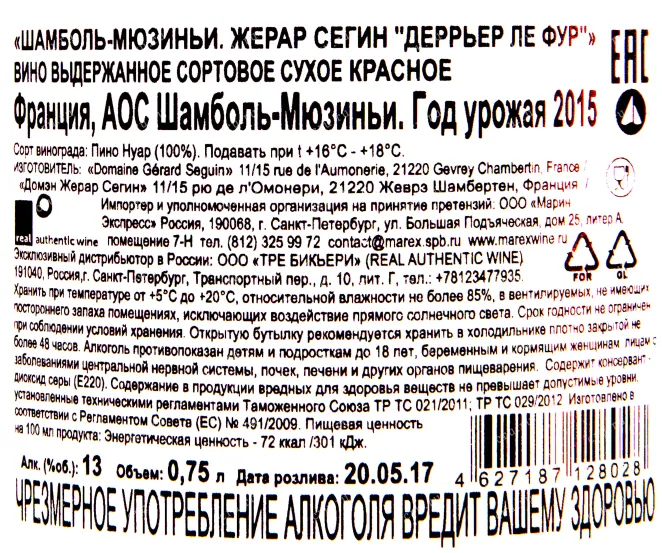 «ШАМБОЛЬ-МЮЗИНЬИ. ЖЕРАР СЕГИН "ДЕРРЬЕР ЛЕ ФУР"»
ВИНО ВЫДЕРЖАННОЕ СОРТОВОЕ СУХОЕ КРАСНОЕ
EAC
Франция, АОС Шамболь-Мюзиньи. Год урожая 2015
Сорт винограда: Пино Нуар (100%). Подавать при t +16°С - +18°С.
ИЗГОТОВИТЕЛЬ: «Domaine Gérard Seguin» 11/15 rue de l'Aumonerie, 21220 Gevrey Chambertin, France /
«Домэн Жерар Сегин» 11/15 рю де л'Омонери, 21220 Жеврэ Шамбертен, Франция /
Импортер и уполномоченная организация на принятие претензий: ООО «Марин
Экспресс» Россия, 190068, г. Санкт-Петербург, ул. Большая Подъяческая, дом 25, литер А.
real authentic wine помещение 7-Н тел. (812) 325 99 72 contact@marex.spb.ru www.marexwine.ru
Эксклюзивный дистрибьютор в России: ООО «ТРЕ БИКЬЕРИ» (REAL AUTHENTIC WINE)
191040, Россия,г. Санкт-Петербург, Транспортный пер., д. 10, лит. Г, тел.: +78123477935.
FOR GL
Хранить при температуре от +5°С до +20°С, относительной влажности не более 85%, в вентилируемых, не имеющих
постороннего запаха помещениях, исключающих воздействие прямого солнечного света. Срок годности не ограничен
при соблюдении условий хранения. Открытую бутылку рекомендуется хранить в холодильнике плотно закрытой не
более 48 часов. Алкоголь противопоказан детям и подросткам до 18 лет, беременным и кормящим женщинам, лицам с
заболеваниями центральной нервной системы, почек, печени и других органов пищеварения. Содержит консервант -
диоксид серы (Е220). Содержание в продукции вредных для здоровья веществ не превышает допустимые уровни,
установленные техническими регламентами Таможенного Союза ТР ТС 021/2011; ТР ТС 029/2012 Изготовлено в
соответствии с Регламентом Совета (ЕС) № 491/2009. Пищевая ценность
на 100 мл продукта: Энергетическая ценность - 72 ккал /301 кДж.
Алк. (%об.): 13 Объем: 0,75 л Дата розлива: 20.05.17
4 627187 128028
ЧРЕЗМЕРНОЕ УПОТРЕБЛЕНИЕ АЛКОГОЛЯ ВРЕДИТ ВАШЕМУ ЗДОРОВЬЮ